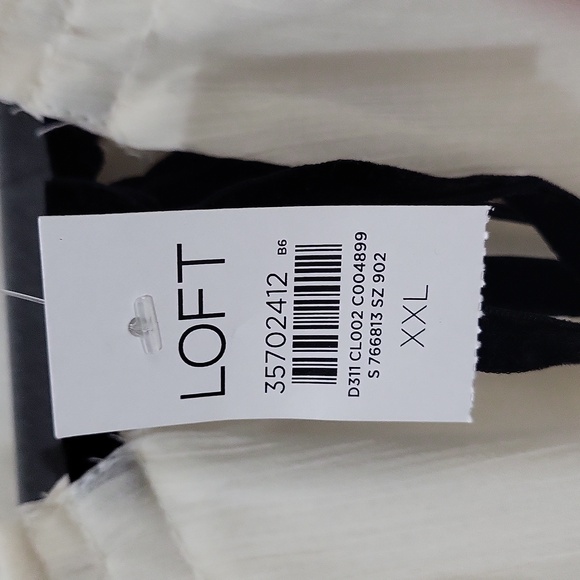 LOFT
35702412 B6
D311 CL002 C004899
S 766813 SZ 902
XXL